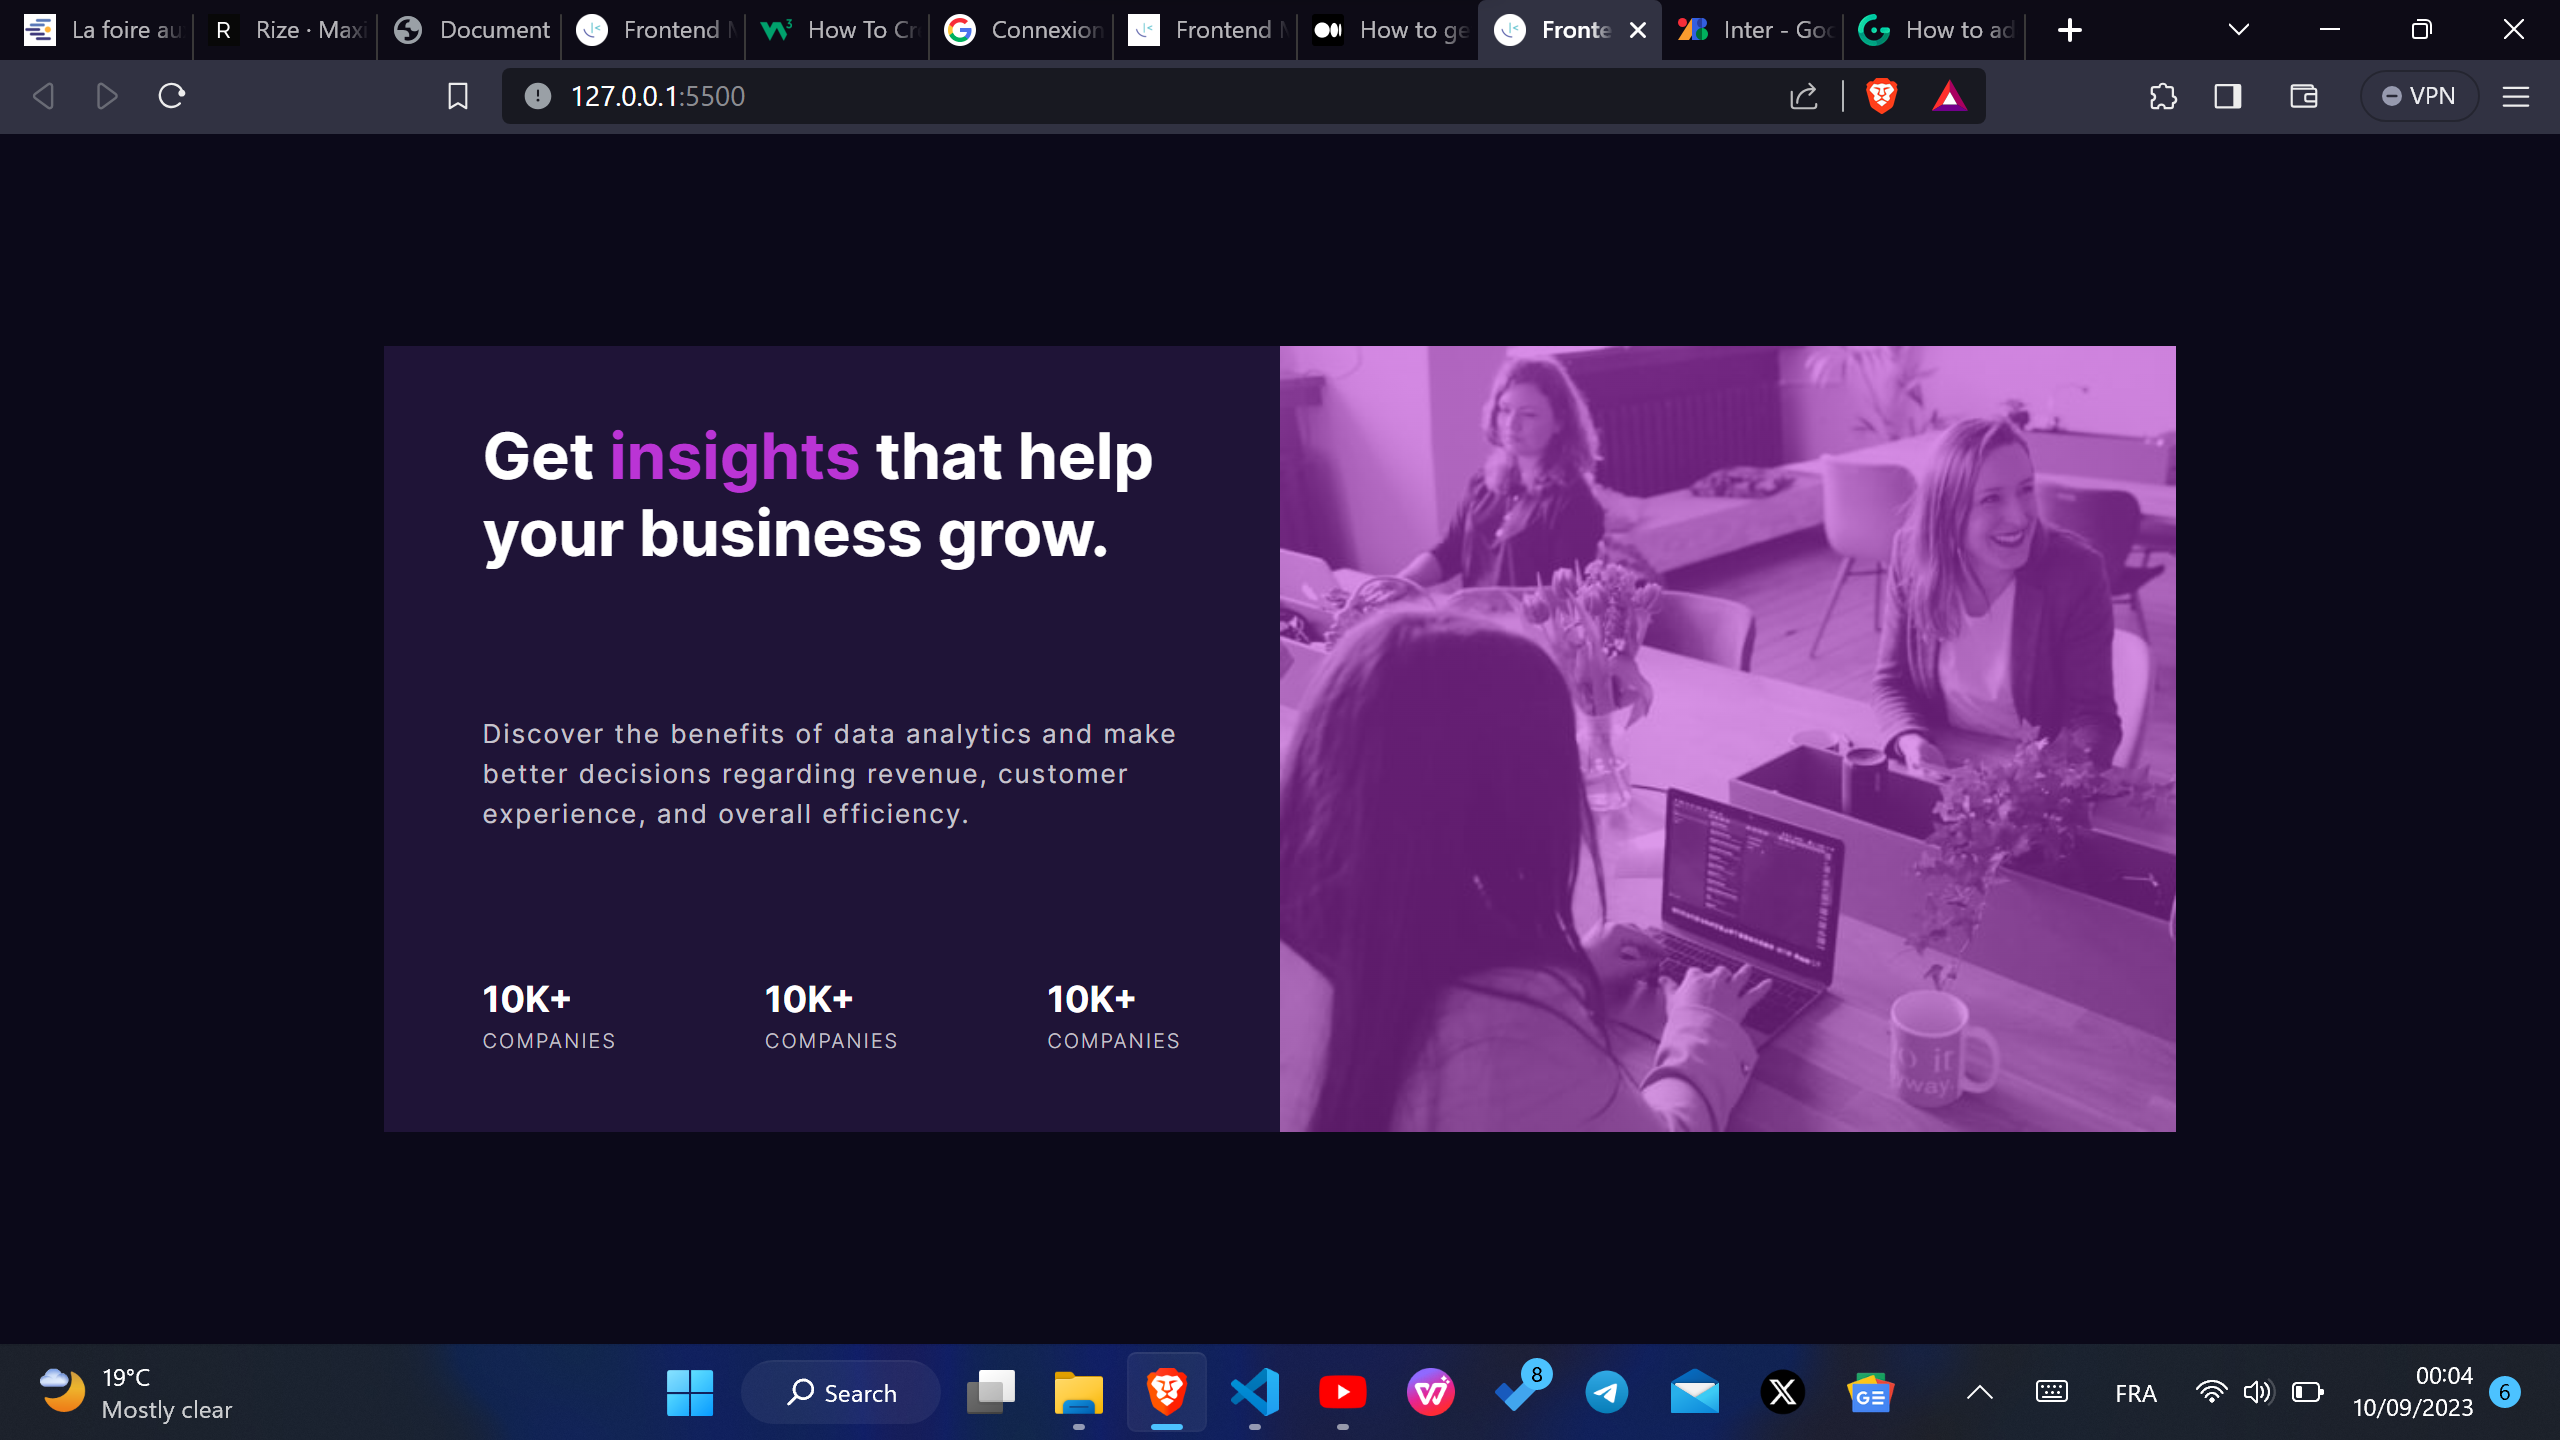 La foire au
Rize · Maxi
Document
Frontend M
How To Cr
Connexion
Frontend M
How to ge
Fronte
Inter - Goo
How to ad
127.0.0.1:5500
VPN
Get insights that help
your business grow.
Discover the benefits of data analytics and make
better decisions regarding revenue, customer
experience, and overall efficiency.
10K+ 10K+ 10K+
COMPANIES COMPANIES COMPANIES
19°C
Mostly clear
Search
8
FRA
00:04
10/09/2023
6